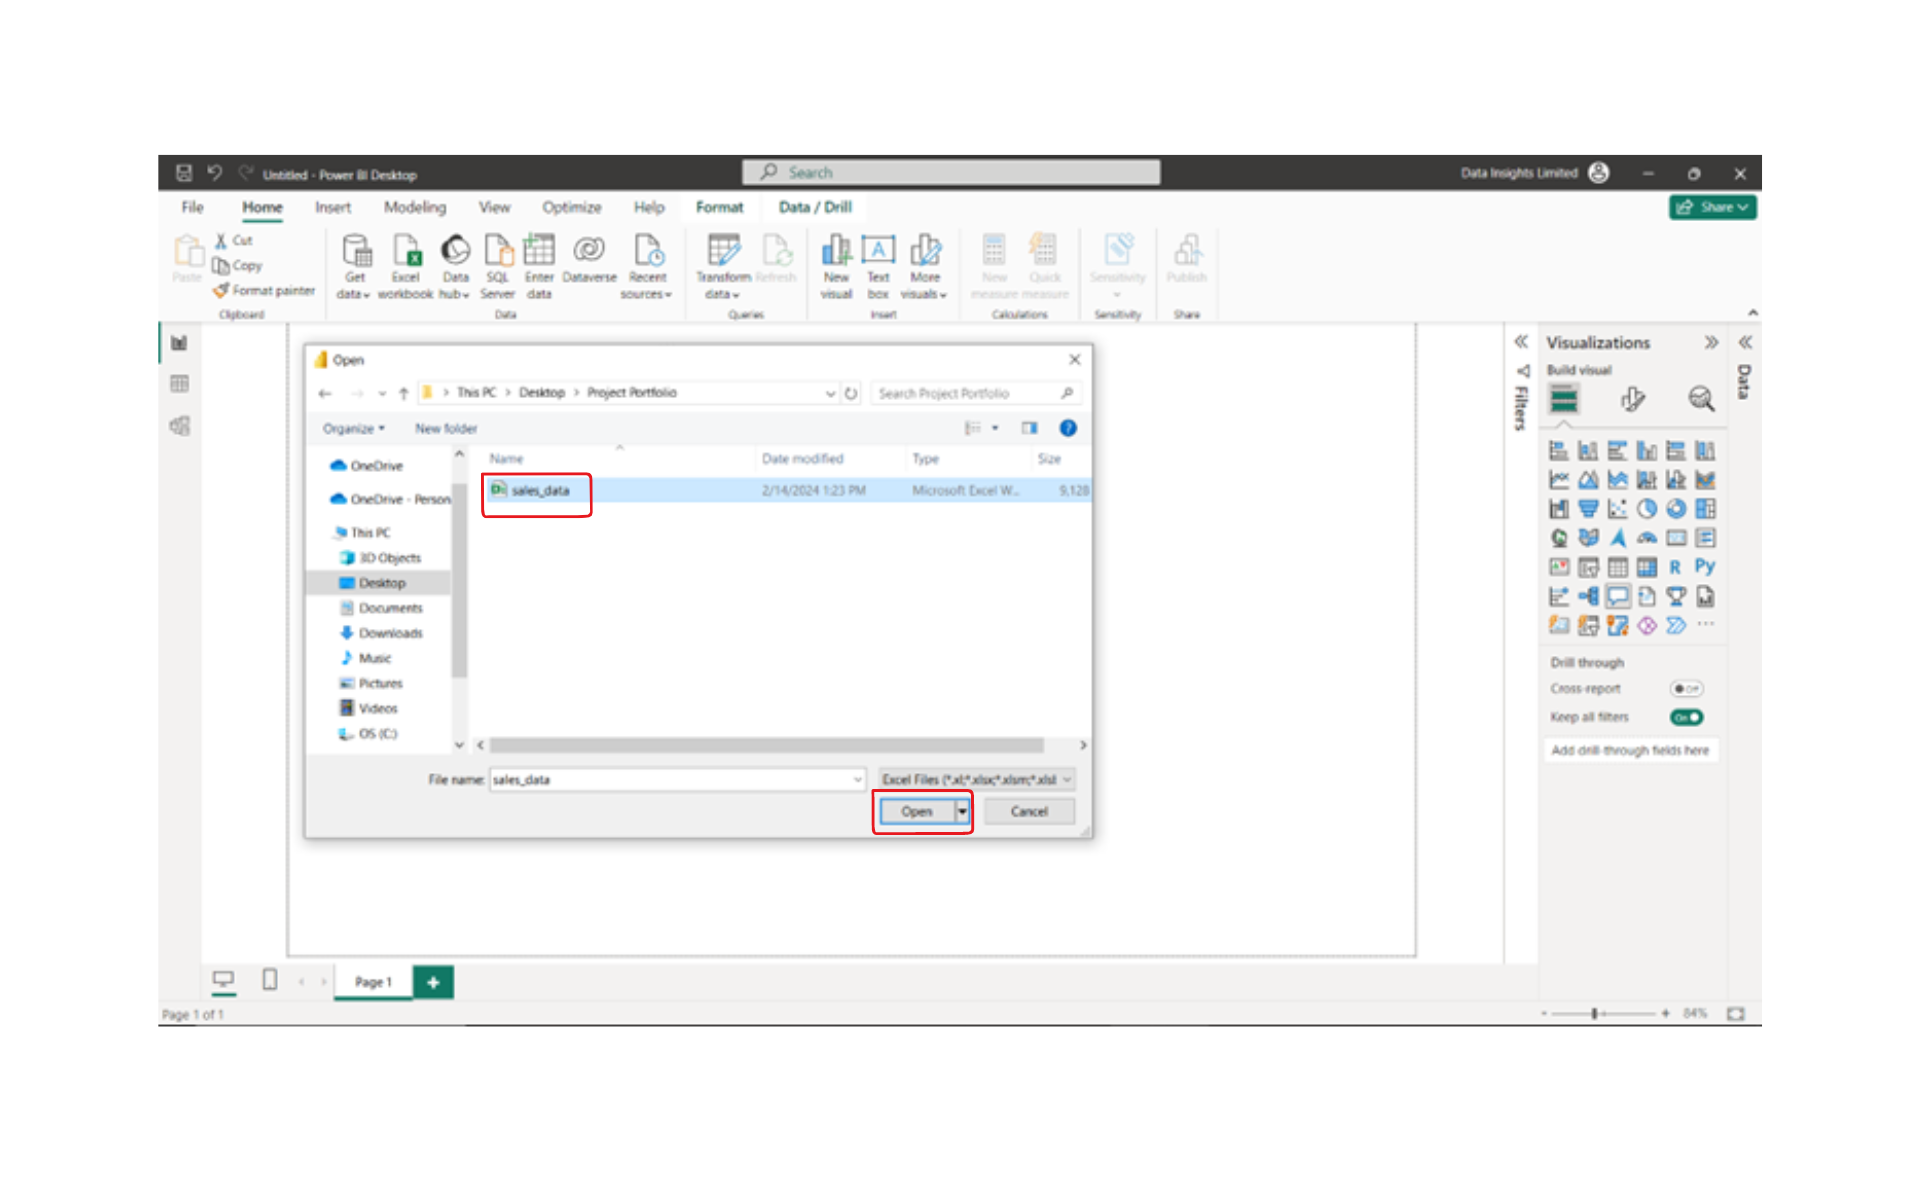 Untitled - Power BI Desktop
Search
Data Insights Limited
File Home Insert Modeling View Optimize Help Format Data / Drill
Share
Paste
Cut
Copy
Format painter
Clipboard
Get data
Excel workbook
Data hub
SQL Server
Enter data
Dataverse
Recent sources
Data
Transform data
Refresh
Queries
New visual
Text box
More visuals
Insert
New measure
Quick measure
Calculations
Sensitivity
Sensitivity
Publish
Share
Open
This PC > Desktop > Project Portfolio
Search Project Portfolio
Organize
New folder
Name Date modified Type Size
sales_data 2/14/2024 1:23 PM Microsoft Excel W... 9,128
OneDrive
OneDrive - Person
This PC
3D Objects
Desktop
Documents
Downloads
Music
Pictures
Videos
OS (C:)
File name: sales_data
Excel Files (*.xl;*.xlsx;*.xlsm;*.xlsl
Open
Cancel
Filters
Visualizations
Build visual
R Py
Drill through
Cross-report Off
Keep all filters On
Add drill-through fields here
Data
Page 1
Page 1 of 1
84%